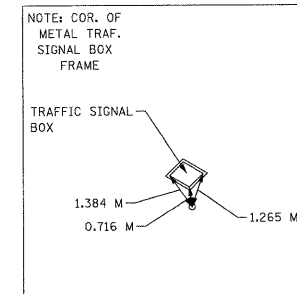 NOTE: COR. OF
METAL TRAF.
SIGNAL BOX
FRAME
TRAFFIC SIGNAL
BOX
1.384 M
0.716 M
1.265 M